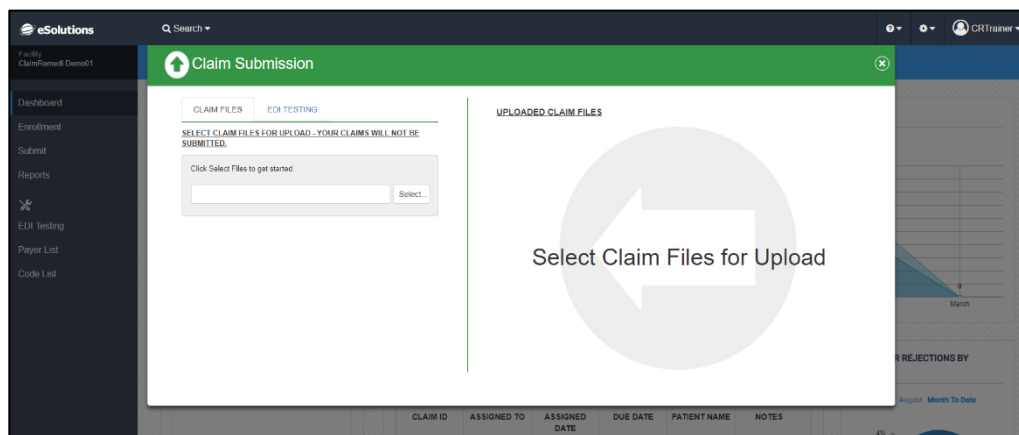 eSolutions
Search
CRTrainer
Facility
ClaimRemedi Demo01
Claim Submission
Dashboard
Enrollment
Submit
Reports
EDI Testing
Payor List
Code List
CLAIM FILES
EDI TESTING
SELECT CLAIM FILES FOR UPLOAD - YOUR CLAIMS WILL NOT BE
SUBMITTED.
Click Select Files to get started.
Select...
UPLOADED CLAIM FILES
Select Claim Files for Upload
March
REJECTIONS BY
August Month To Date
CLAIM ID
ASSIGNED TO
ASSIGNED
DATE
DUE DATE
PATIENT NAME
NOTES
4%